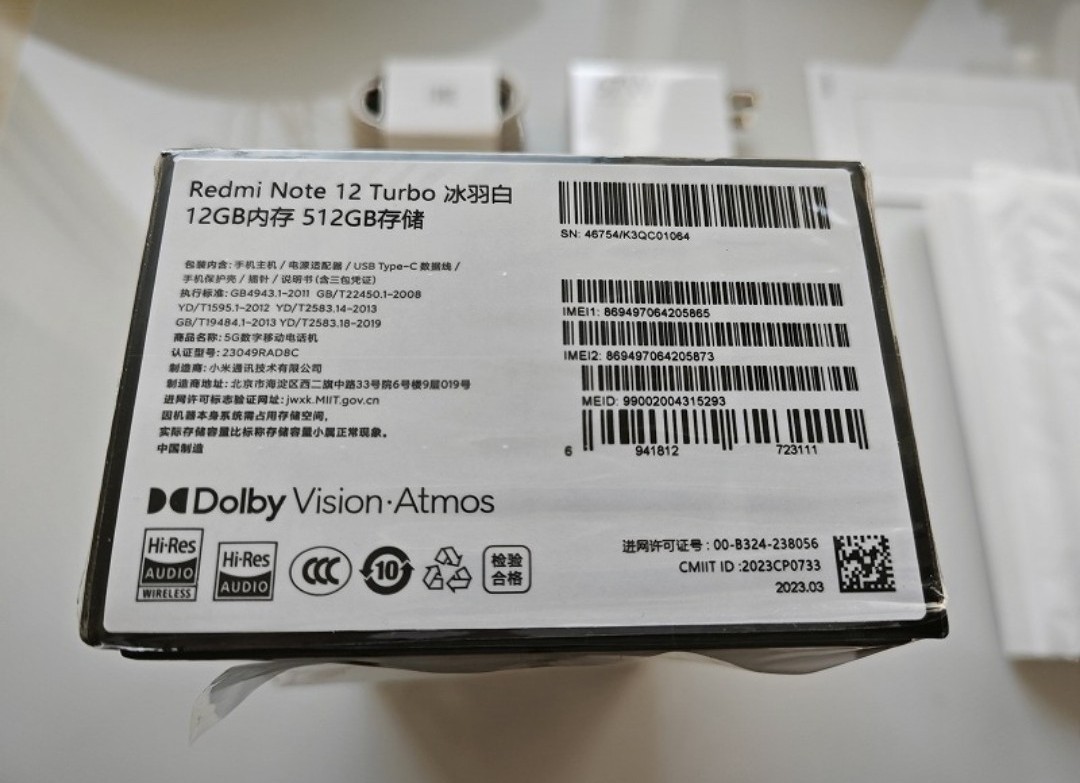 Redmi Note 12 Turbo 冰羽白
12GB内存 512GB存储
包装内含: 手机主机 / 电源适配器 / USB Type-C 数据线 /
手机保护壳 / 插针 / 说明书(含三包凭证)
执行标准: GB4943.1-2011 GB/T22450.1-2008
YD/T1595.1-2012 YD/T2583.14-2013
GB/T19484.1-2013 YD/T2583.18-2019
商品名称: 5G数字移动电话机
认证型号: 23049RAD8C
制造商: 小米通讯技术有限公司
制造商地址: 北京市海淀区西二旗中路33号院6号楼9层019号
进网许可标志验证网址: jwxk.MIIT.gov.cn
因机器本身系统需占用存储空间,
实际存储容量比标称存储容量小属正常现象。
中国制造
SN: 46754/K3QC01064
IMEI1: 869497064205865
IMEI2: 869497064205873
MEID: 99002004315293
6 941812 723111
Dolby Vision·Atmos
Hi-Res
AUDIO
WIRELESS
Hi-Res
AUDIO
CCC
10
检验
合格
进网许可证号: 00-B324-238056
CMIIT ID :2023CP0733
2023.03